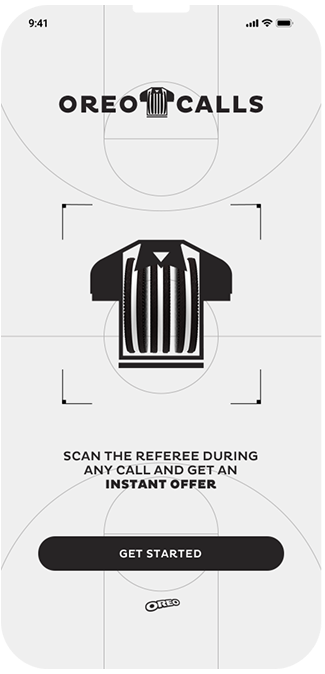 9:41
OREO CALLS
SCAN THE REFEREE DURING
ANY CALL AND GET AN
INSTANT OFFER
GET STARTED
OREO